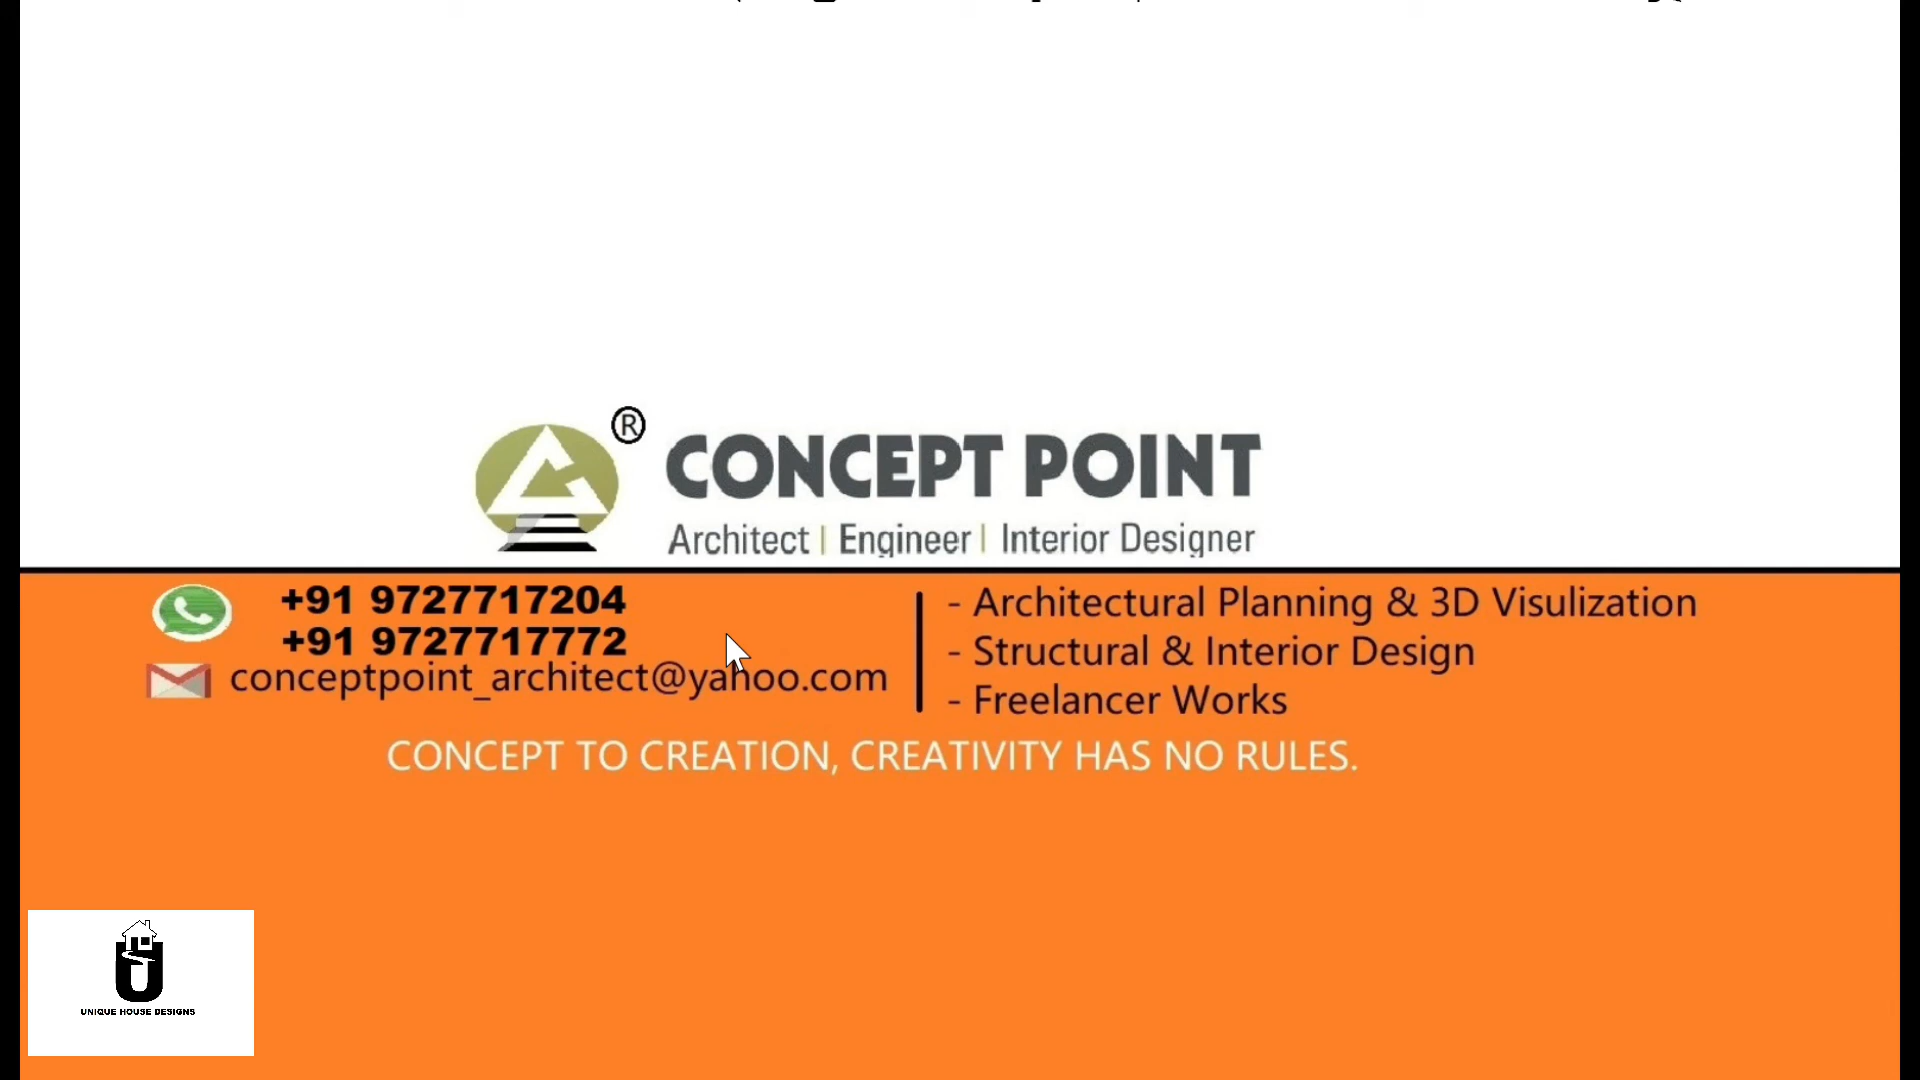 ®
CONCEPT POINT
Architect | Engineer | Interior Designer
+91 9727717204
+91 9727717772
conceptpoint_architect@yahoo.com
- Architectural Planning & 3D Visulization
- Structural & Interior Design
- Freelancer Works
CONCEPT TO CREATION, CREATIVITY HAS NO RULES.
U
UNIQUE HOUSE DESIGNS